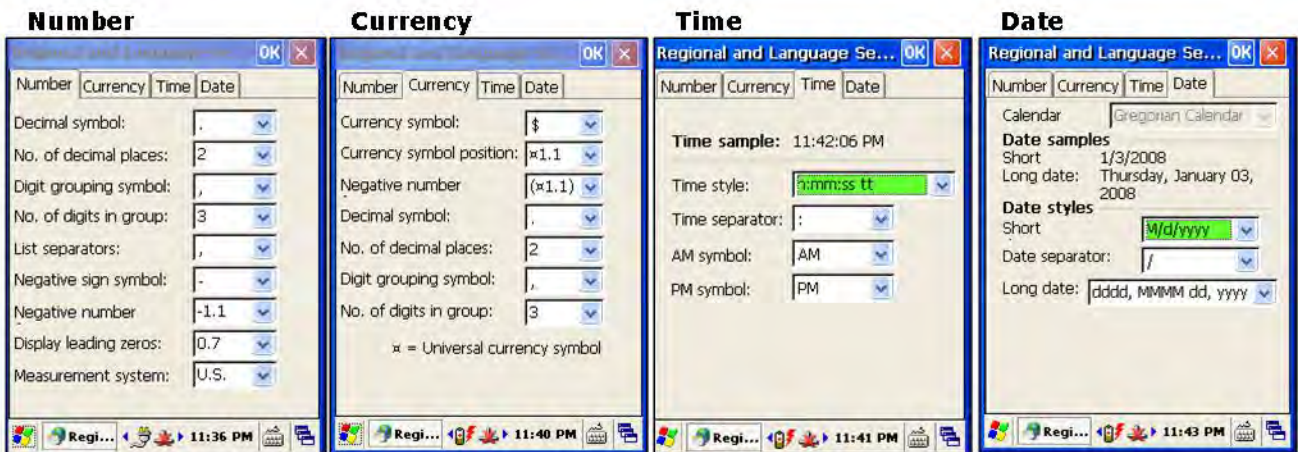 Number
OK
Number Currency Time Date
Decimal symbol: .
No. of decimal places: 2
Digit grouping symbol: ,
No. of digits in group: 3
List separators: ,
Negative sign symbol: -
Negative number -1.1
Display leading zeros: 0.7
Measurement system: U.S.
Regi... 11:36 PM
Currency
OK
Number Currency Time Date
Currency symbol: $
Currency symbol position: ¤1.1
Negative number (¤1.1)
Decimal symbol: .
No. of decimal places: 2
Digit grouping symbol: ,
No. of digits in group: 3
¤ = Universal currency symbol
Regi... 11:40 PM
Time
Regional and Language Se... OK
Number Currency Time Date
Time sample: 11:42:06 PM
Time style: h:mm:ss tt
Time separator: :
AM symbol: AM
PM symbol: PM
Regi... 11:41 PM
Date
Regional and Language Se... OK
Number Currency Time Date
Calendar Gregorian Calendar
Date samples
Short 1/3/2008
Long date: Thursday, January 03,
2008
Date styles
Short M/d/yyyy
Date separator: /
Long date: dddd, MMMM dd, yyyy
Regi... 11:43 PM